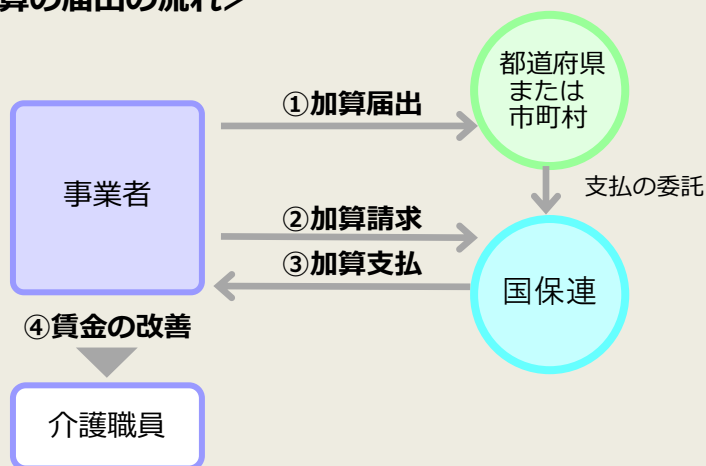 算の届出の流れ＞
都道府県
または
市町村
①加算届出
事業者
支払の委託
②加算請求
③加算支払
国保連
④賃金の改善
介護職員